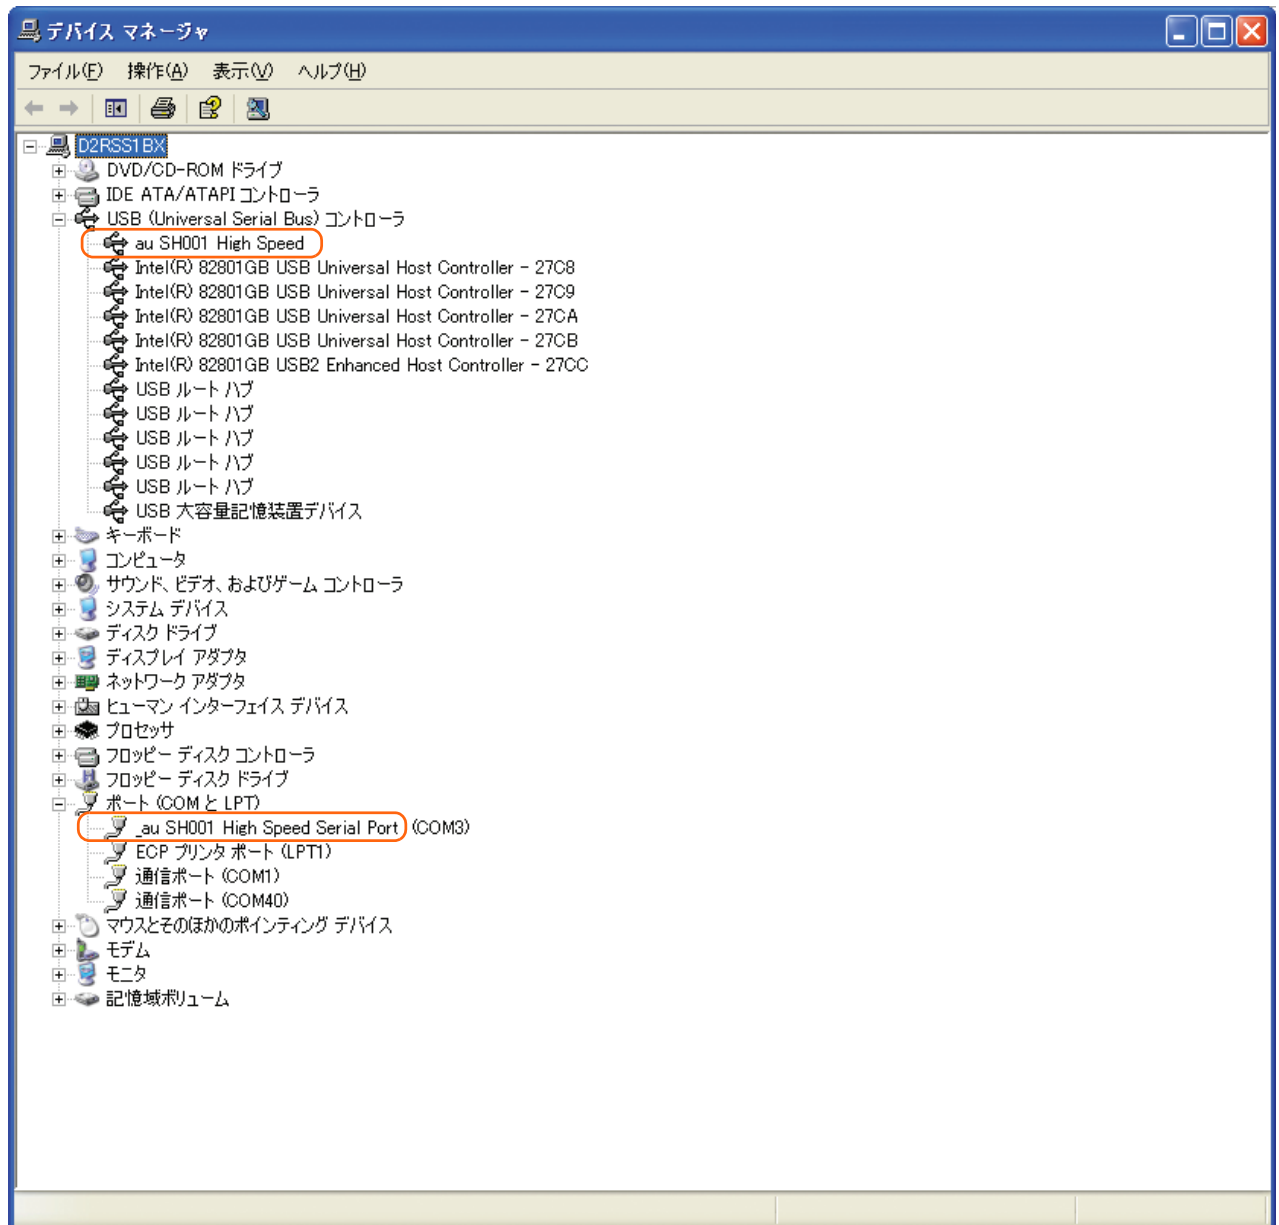 デバイス マネージャ
ファイル(F) 操作(A) 表示(V) ヘルプ(H)
D2RSS1BX
DVD/CD-ROM ドライブ
IDE ATA/ATAPI コントローラ
USB (Universal Serial Bus) コントローラ
au SH001 High Speed
Intel(R) 82801GB USB Universal Host Controller - 27C8
Intel(R) 82801GB USB Universal Host Controller - 27C9
Intel(R) 82801GB USB Universal Host Controller - 27CA
Intel(R) 82801GB USB Universal Host Controller - 27CB
Intel(R) 82801GB USB2 Enhanced Host Controller - 27CC
USB ルート ハブ
USB ルート ハブ
USB ルート ハブ
USB ルート ハブ
USB ルート ハブ
USB 大容量記憶装置デバイス
キーボード
コンピュータ
サウンド、ビデオ、およびゲーム コントローラ
システム デバイス
ディスク ドライブ
ディスプレイ アダプタ
ネットワーク アダプタ
ヒューマン インターフェイス デバイス
プロセッサ
フロッピー ディスク コントローラ
フロッピー ディスク ドライブ
ポート (COM と LPT)
_au SH001 High Speed Serial Port (COM3)
ECP プリンタ ポート (LPT1)
通信ポート (COM1)
通信ポート (COM40)
マウスとそのほかのポインティング デバイス
モデム
モニタ
記憶域ボリューム